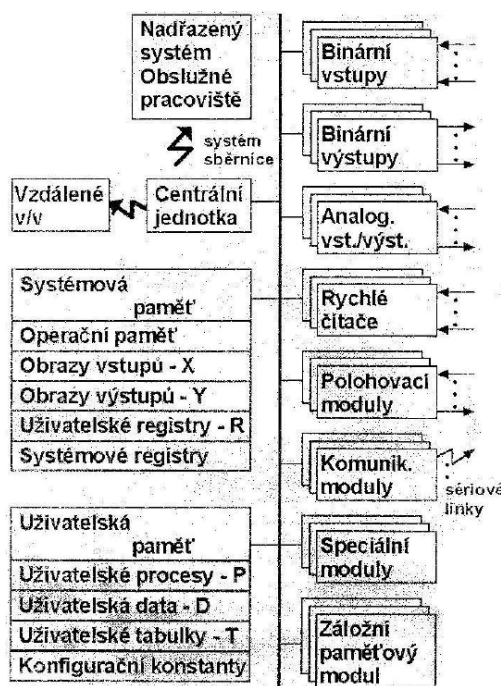 Nadřazený
systém
Obslužné
pracoviště
systém
sběrnice
Vzdálené
v/v
Centrální
jednotka
Systémová
paměť
Operační paměť
Obrazy vstupů - X
Obrazy výstupů - Y
Uživatelské registry - R
Systémové registry
Uživatelská
paměť
Uživatelské procesy - P
Uživatelská data - D
Uživatelské tabulky - T
Konfigurační konstanty
Binární
vstupy
Binární
výstupy
Analog.
vst./výst.
Rychlé
čítače
Polohovací
moduly
Komunik.
moduly
sériové
linky
Speciální
moduly
Záložní
paměťový
modul